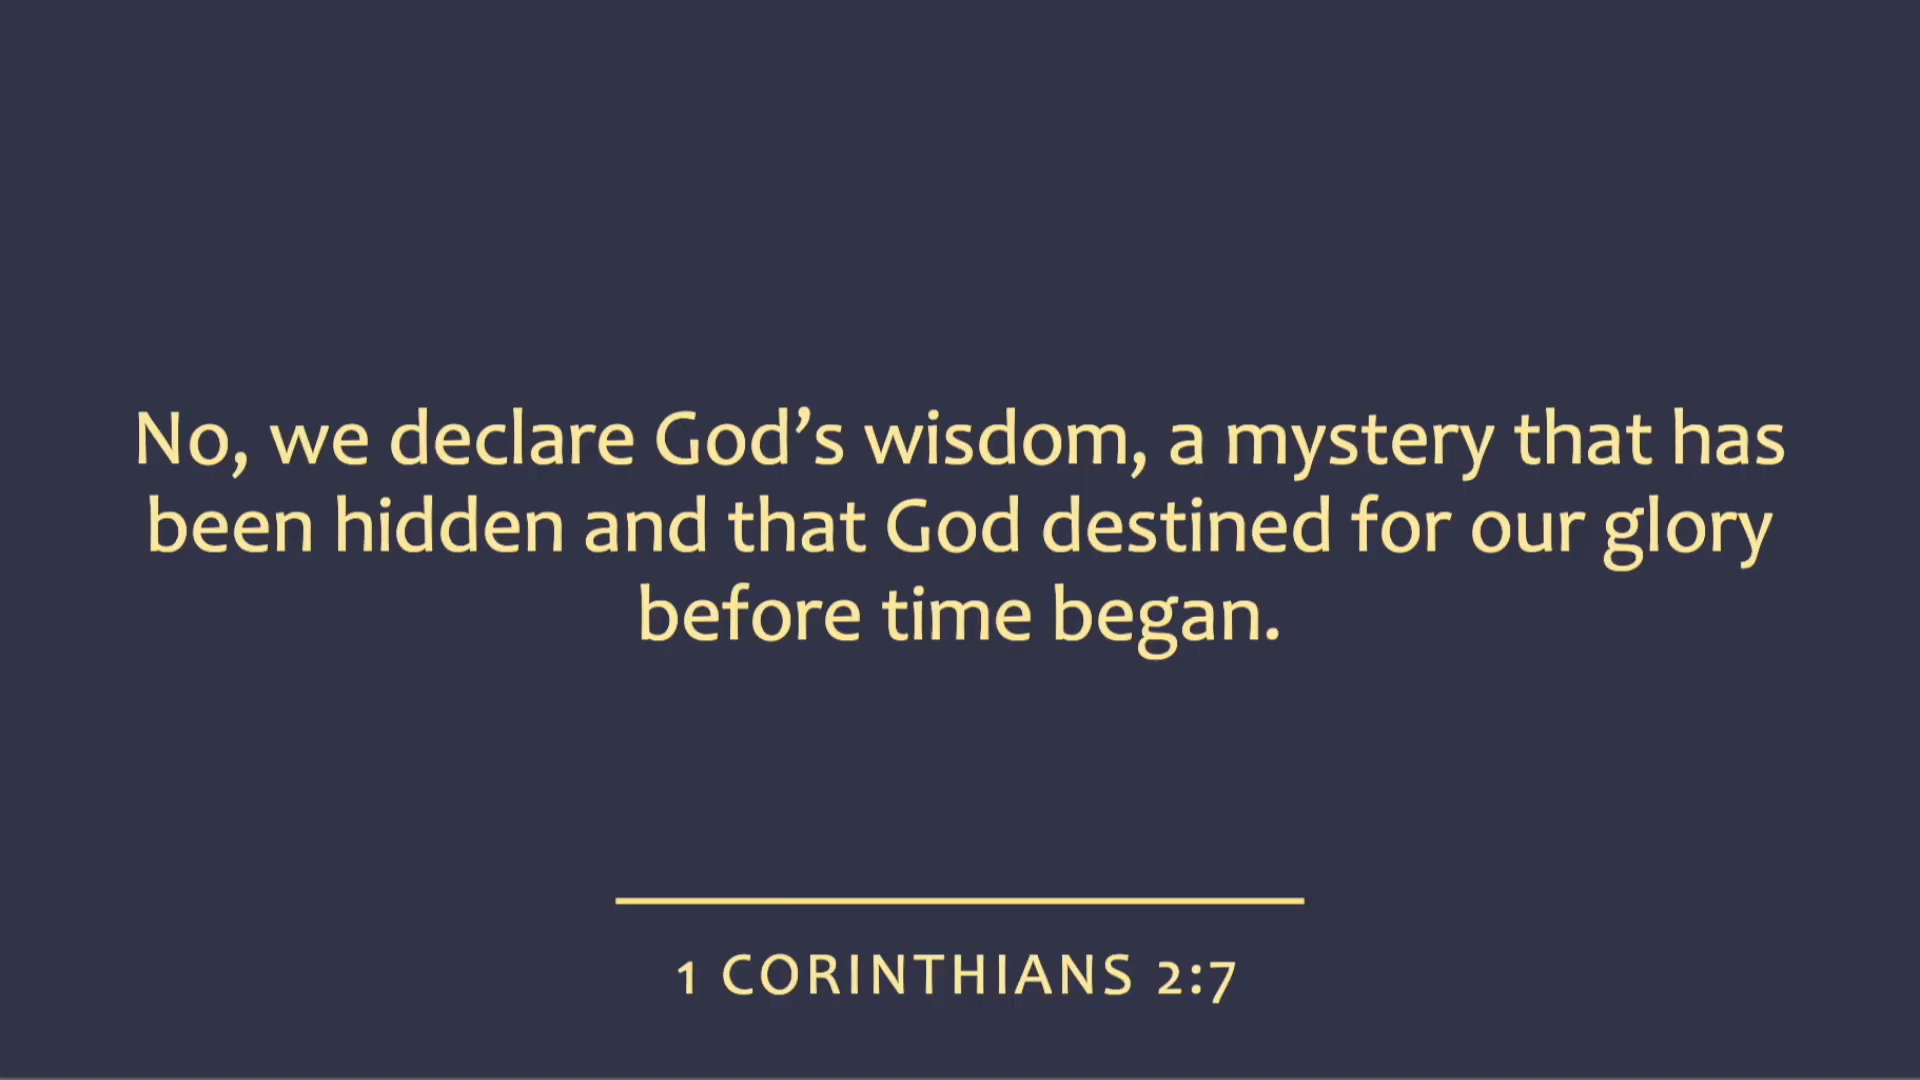 No, we declare God’s wisdom, a mystery that has
been hidden and that God destined for our glory
before time began.
1 CORINTHIANS 2:7